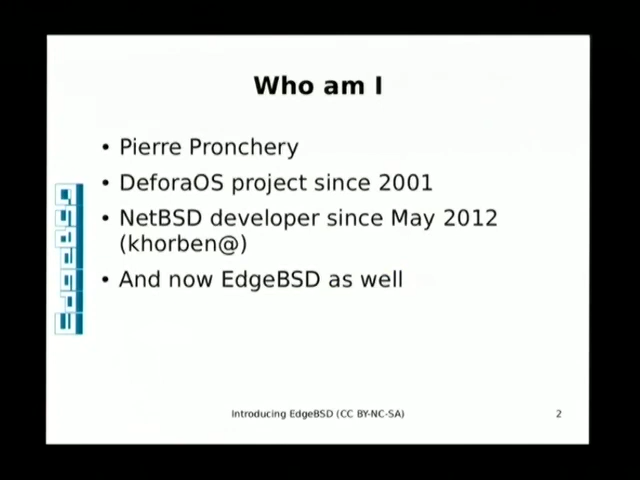 Who am I
• Pierre Pronchery
• DeforaOS project since 2001
• NetBSD developer since May 2012
(khorben@)
• And now EdgeBSD as well
EdgeBSD
Introducing EdgeBSD (CC BY-NC-SA)
2